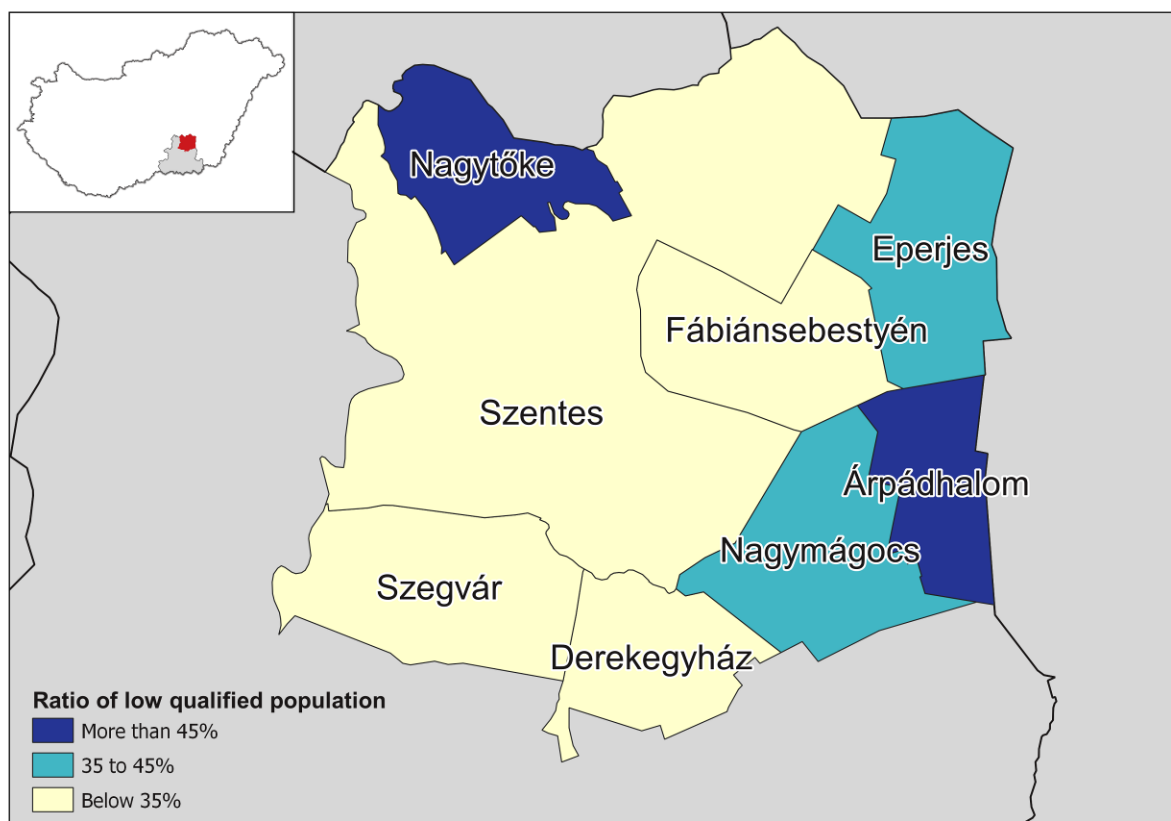 Nagytőke
Eperjes
Fábiánsebestyén
Szentes
Árpádhalom
Nagymágocs
Szegvár
Derekegyház
Ratio of low qualified population
More than 45%
35 to 45%
Below 35%